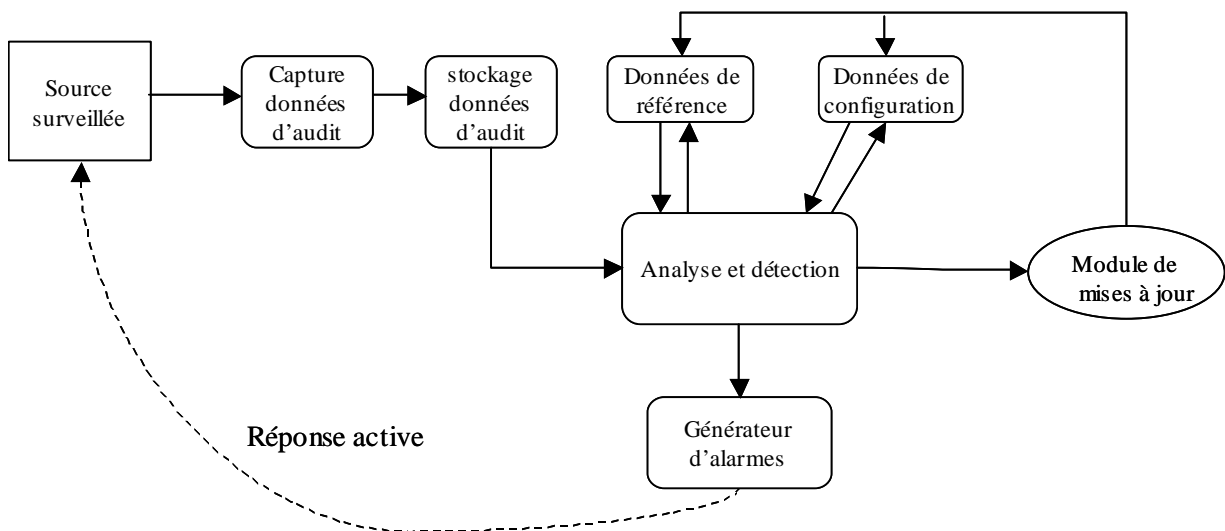 Source
surveillée
Capture
données
d’audit
stockage
données
d’audit
Données de
référence
Données de
configuration
Analyse et détection
Module de
mises à jour
Générateur
d’alarmes
Réponse active